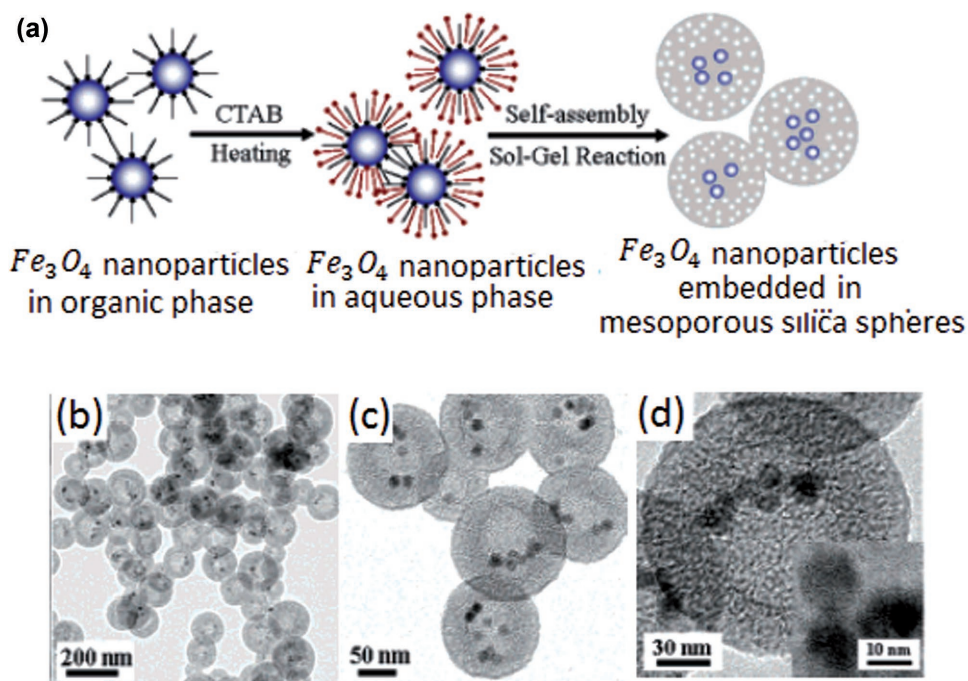 (a)
CTAB
Heating
Self-assembly
Sol-Gel Reaction
Fe₃O₄ nanoparticles
in organic phase
Fe₃O₄ nanoparticles
in aqueous phase
Fe₃O₄ nanoparticles
embedded in
mesoporous silica spheres
(b)
200 nm
(c)
50 nm
(d)
30 nm
10 nm